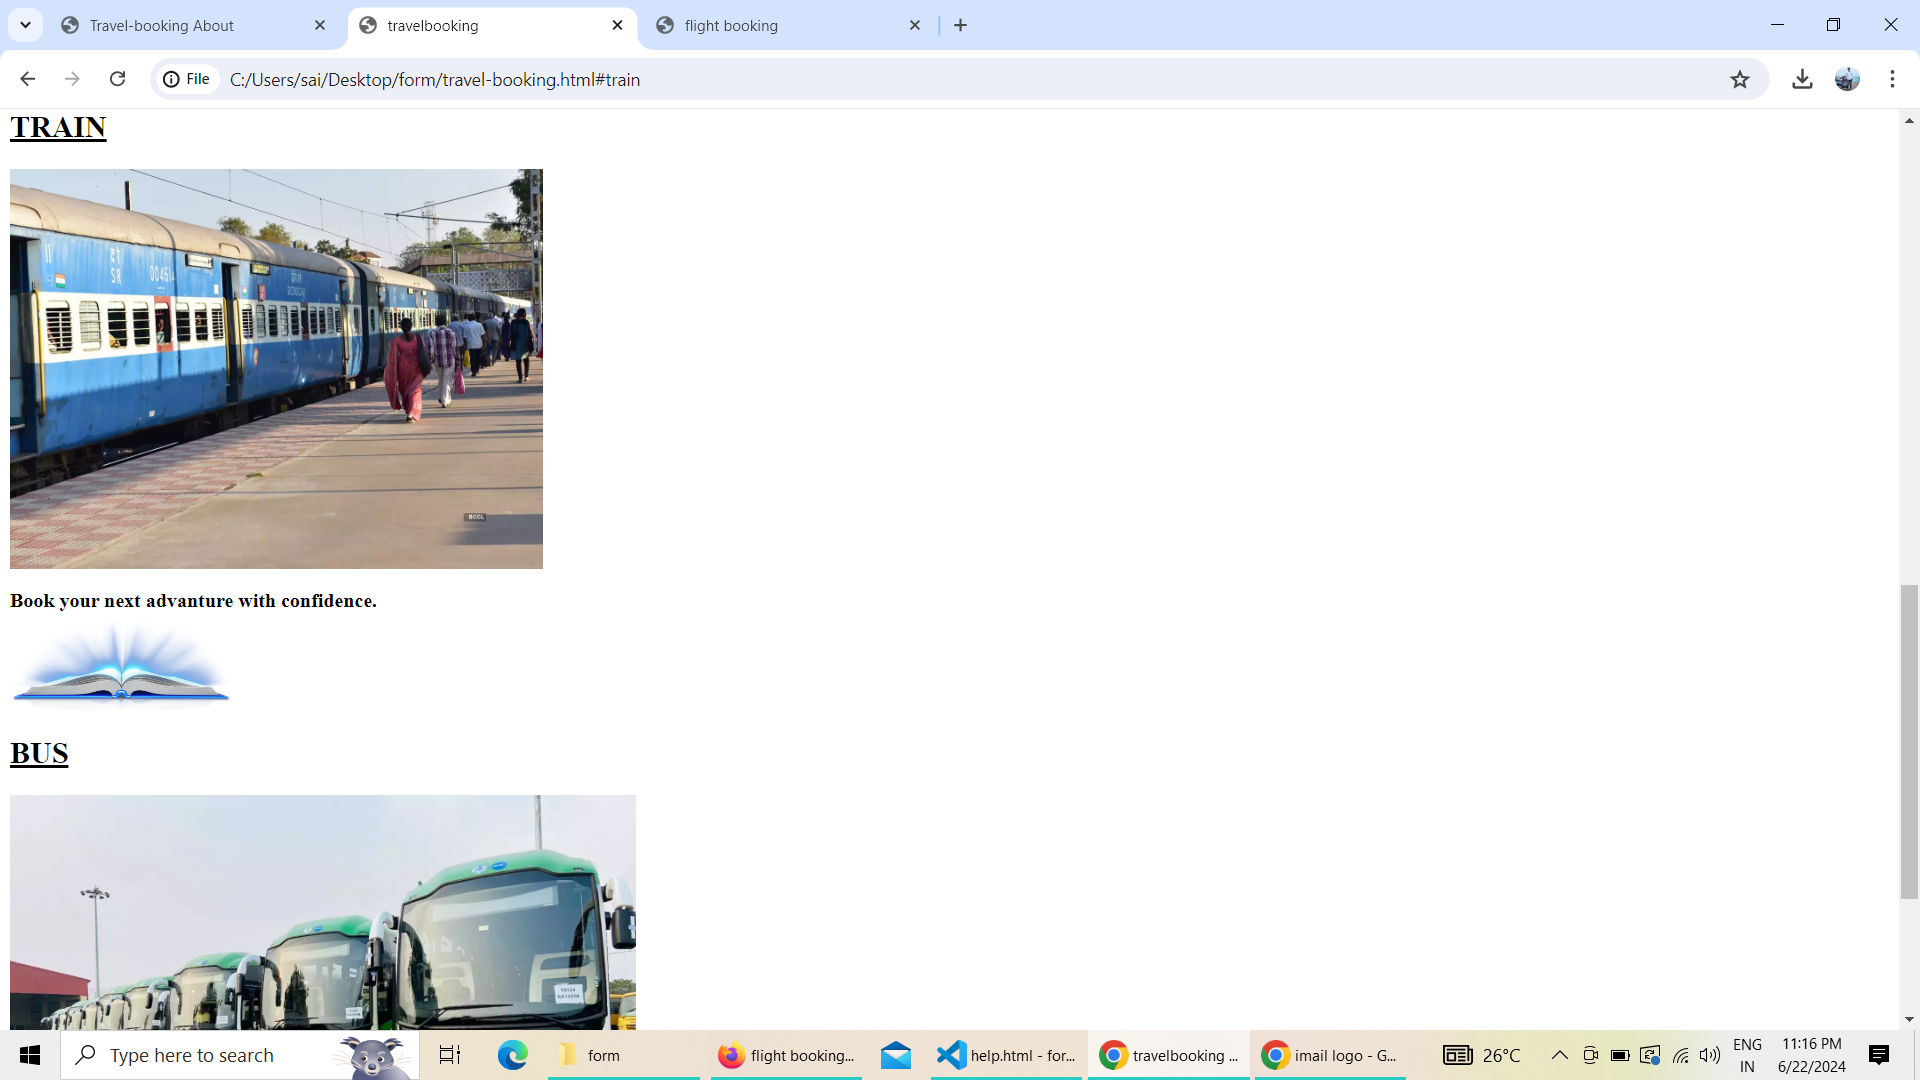 Travel-booking About
travelbooking
flight booking
File
C:/Users/sai/Desktop/form/travel-booking.html#train
TRAIN
SR
BCCL
Book your next advanture with confidence.
BUS
Type here to search
form
flight booking...
help.html - for...
travelbooking ...
imail logo - G...
26°C
ENG
IN
11:16 PM
6/22/2024